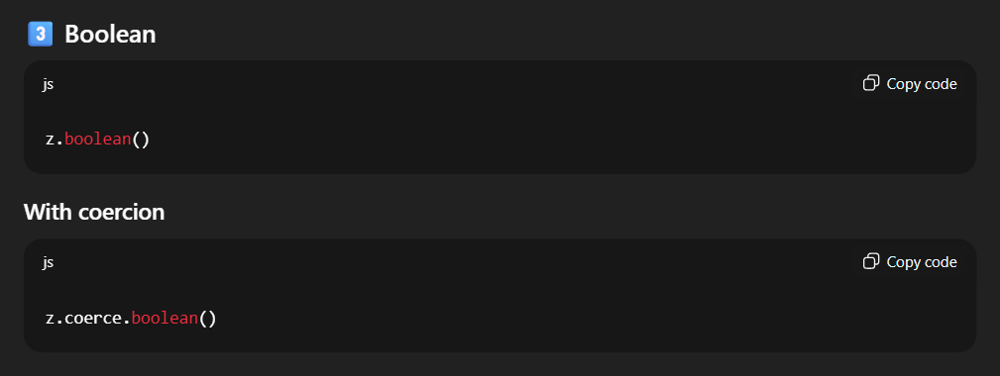 3 Boolean
js
Copy code
z.boolean()
With coercion
js
Copy code
z.coerce.boolean()